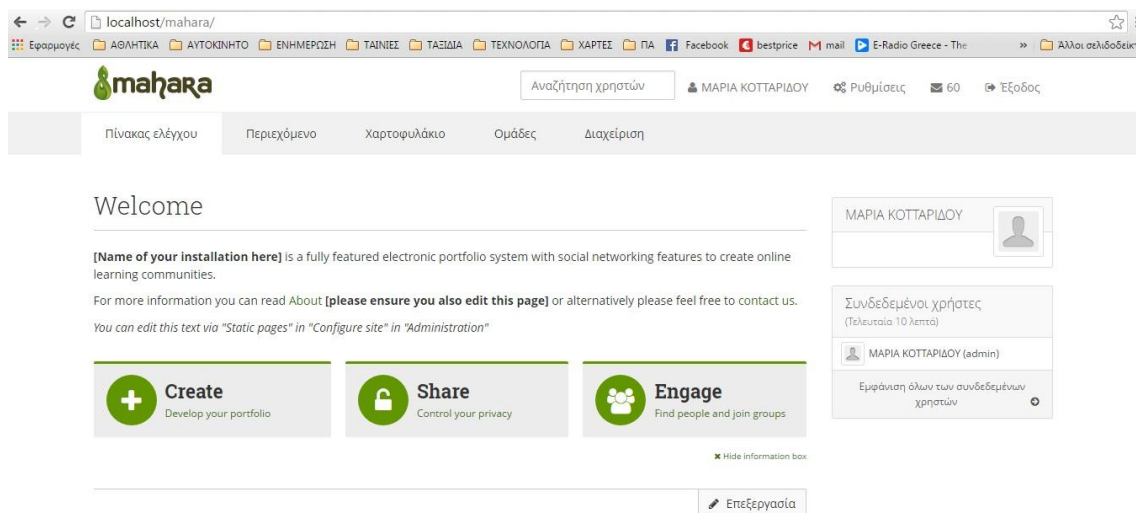 localhost/mahara/
Εφαρμογές ΑΘΛΗΤΙΚΑ ΑΥΤΟΚΙΝΗΤΟ ΕΝΗΜΕΡΩΣΗ ΤΑΙΝΙΕΣ ΤΑΞΙΔΙΑ ΤΕΧΝΟΛΟΓΙΑ ΧΑΡΤΕΣ ΠΑ Facebook bestprice mail E-Radio Greece - The » Άλλοι σελιδοδείκτ
mahara
Αναζήτηση χρηστών ΜΑΡΙΑ ΚΟΤΤΑΡΙΔΟΥ Ρυθμίσεις 60 Έξοδος
Πίνακας ελέγχου Περιεχόμενο Χαρτοφυλάκιο Ομάδες Διαχείριση
Welcome
[Name of your installation here] is a fully featured electronic portfolio system with social networking features to create online
learning communities.
For more information you can read About [please ensure you also edit this page] or alternatively please feel free to contact us.
You can edit this text via "Static pages" in "Configure site" in "Administration"
Create
Develop your portfolio
Share
Control your privacy
Engage
Find people and join groups
Hide information box
Επεξεργασία
ΜΑΡΙΑ ΚΟΤΤΑΡΙΔΟΥ
Συνδεδεμένοι χρήστες
(Τελευταία 10 λεπτά)
ΜΑΡΙΑ ΚΟΤΤΑΡΙΔΟΥ (admin)
Εμφάνιση όλων των συνδεδεμένων
χρηστών